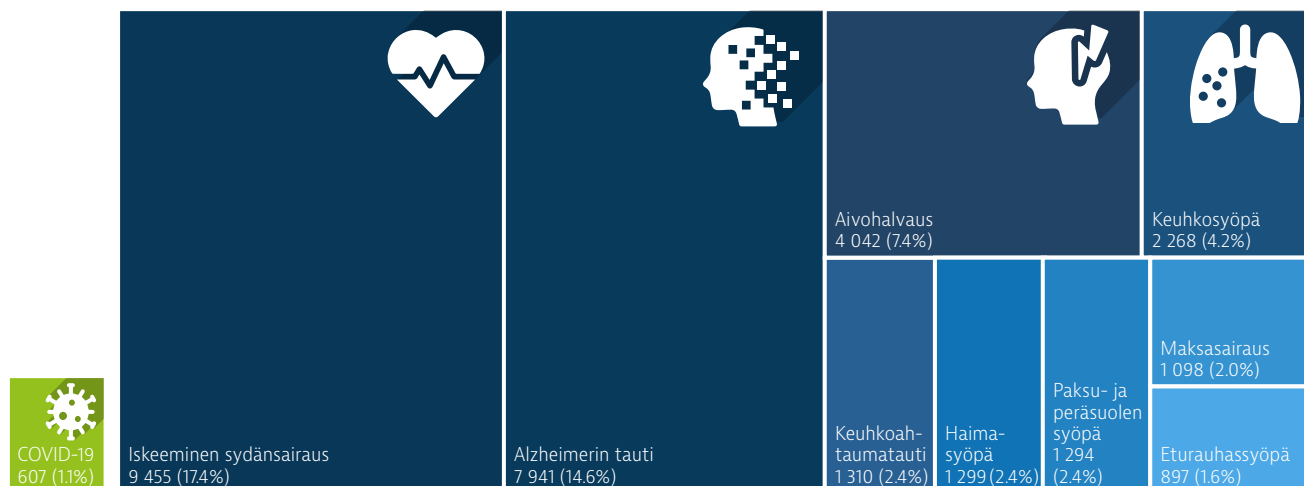 COVID-19
607 (1.1%)
Iskeeminen sydänsairaus
9 455 (17.4%)
Alzheimerin tauti
7 941 (14.6%)
Aivohalvaus
4 042 (7.4%)
Keuhkosyöpä
2 268 (4.2%)
Keuhkoah-
taumatauti
1 310 (2.4%)
Haima-
syöpä
1 299 (2.4%)
Paksu- ja
peräsuolen
syöpä
1 294
(2.4%)
Maksasairaus
1 098 (2.0%)
Eturauhassyöpä
897 (1.6%)